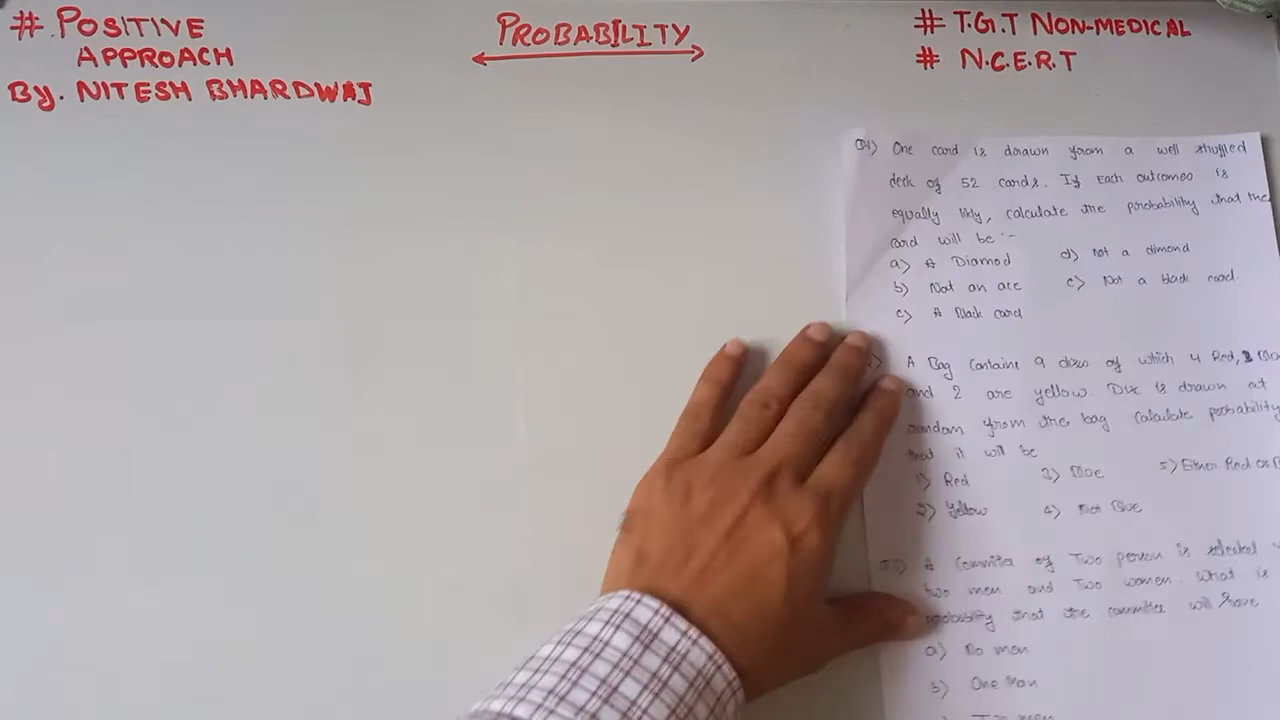 # POSITIVE
APPROACH
By. NITESH BHARDWAJ
PROBABILITY
# T.G.T NON-MEDICAL
# N.C.E.R.T
One card is drawn from a well shuffled
deck of 52 cards. If Each outcomes is
equally likly, calculate the probability that the
card will be :-
a) A Diamod
d) not a dimond
b) Not an ace
e) Not a black card.
c) A Black card
A Bag Containe 9 discs of which 4 Red,
and 2 are yellow. Disc is drawn at
random from the bag Calculate probability
that it will be
1) Red
3) Blue
5) Either Red or
2) Yellow
4) Not Blue
A Committe of Two person is selected
two men and Two women. What is
probability that the committee will have
a) No man
b) One Man